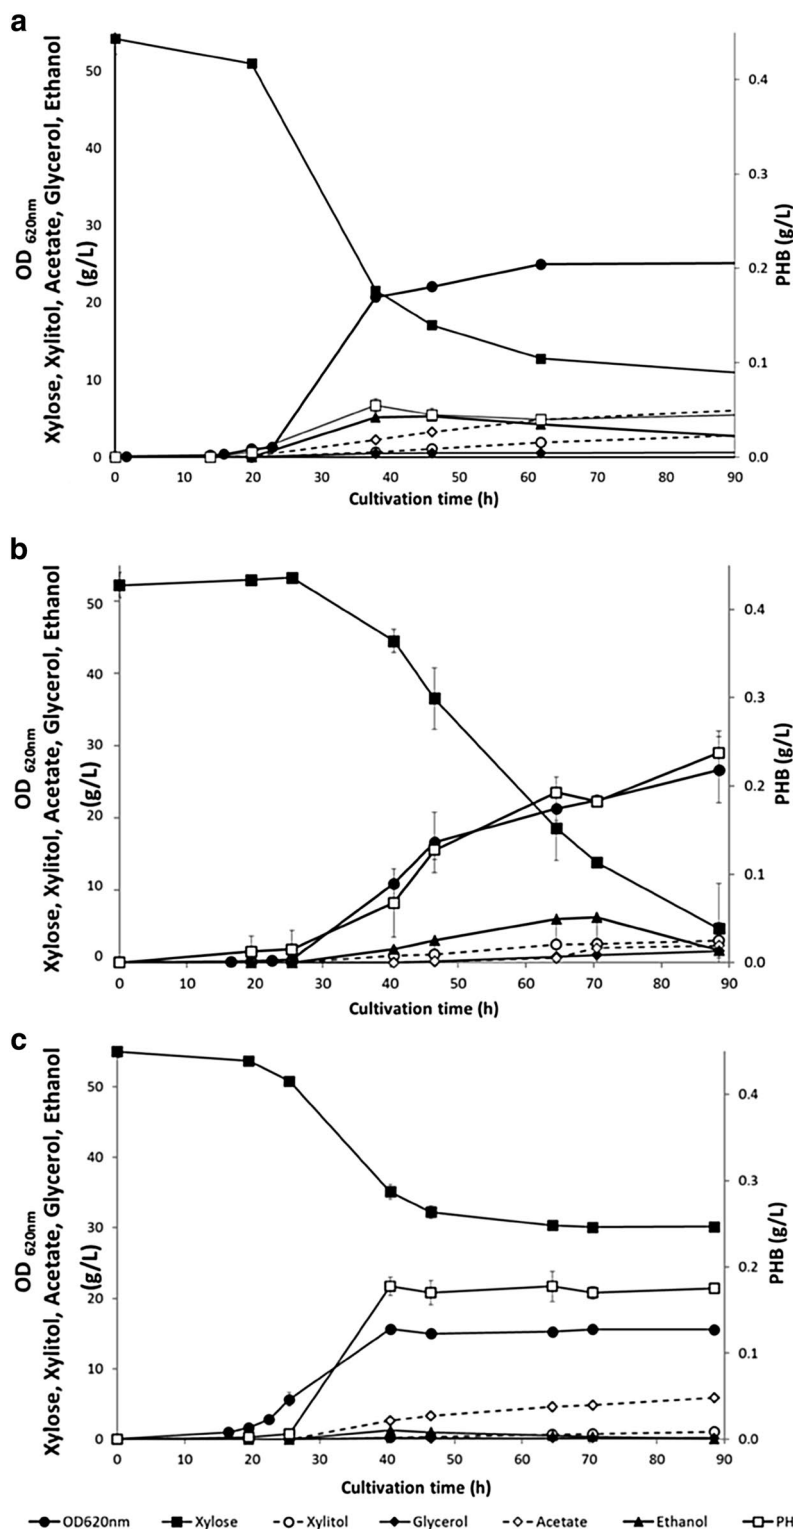 a
OD 620nm
Xylose, Xylitol, Acetate, Glycerol, Ethanol
(g/L)
50
40
30
20
10
0
0.4
0.3
0.2
0.1
0.0
PHB (g/L)
0 10 20 30 40 50 60 70 80 90
Cultivation time (h)
b
OD 620nm
Xylose, Xylitol, Acetate, Glycerol, Ethanol
(g/L)
50
40
30
20
10
0
0.4
0.3
0.2
0.1
0.0
PHB (g/L)
0 10 20 30 40 50 60 70 80 90
Cultivation time (h)
c
OD 620nm
Xylose, Xylitol, Acetate, Glycerol, Ethanol
(g/L)
50
40
30
20
10
0
0.4
0.3
0.2
0.1
0.0
PHB (g/L)
0 10 20 30 40 50 60 70 80 90
Cultivation time (h)
OD620nm Xylose Xylitol Glycerol Acetate Ethanol PH